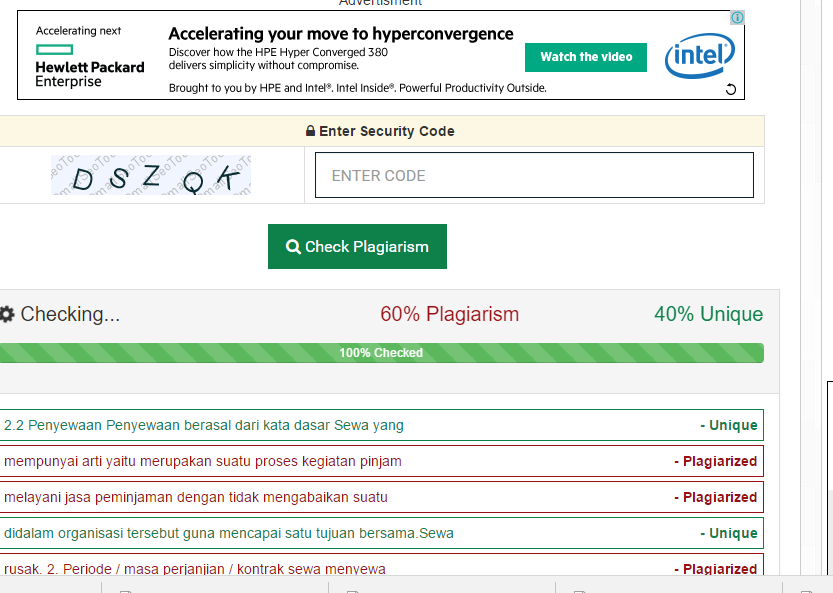 Advertisment
Accelerating next
Hewlett Packard
Enterprise
Accelerating your move to hyperconvergence
Discover how the HPE Hyper Converged 380
delivers simplicity without compromise.
Brought to you by HPE and Intel®. Intel Inside®. Powerful Productivity Outside.
Watch the video
intel®
Enter Security Code
DSZQK
ENTER CODE
Check Plagiarism
Checking...
60% Plagiarism
40% Unique
100% Checked
2.2 Penyewaan Penyewaan berasal dari kata dasar Sewa yang - Unique
mempunyai arti yaitu merupakan suatu proses kegiatan pinjam - Plagiarized
melayani jasa peminjaman dengan tidak mengabaikan suatu - Plagiarized
didalam organisasi tersebut guna mencapai satu tujuan bersama.Sewa - Unique
rusak. 2. Periode / masa perjanjian / kontrak sewa menyewa - Plagiarized